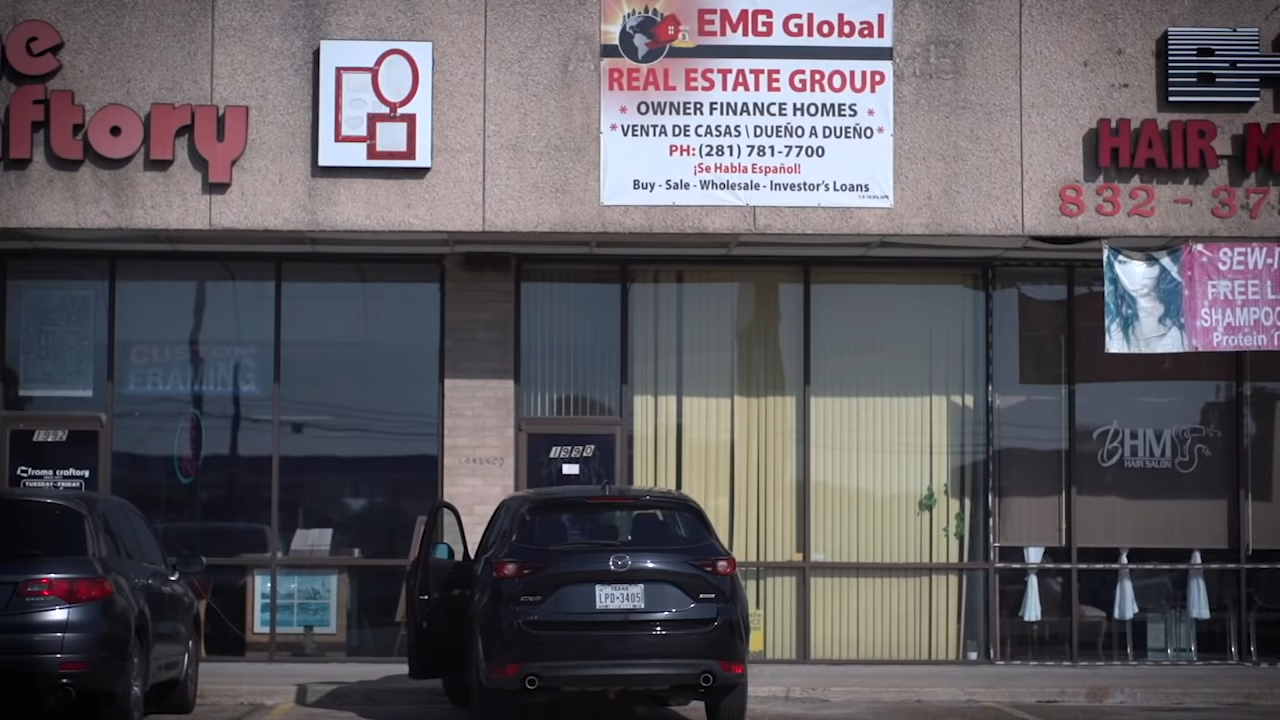 aftory
EMG Global
REAL ESTATE GROUP
* OWNER FINANCE HOMES *
* VENTA DE CASAS \ DUEÑO A DUEÑO *
PH: (281) 781-7700
¡Se Habla Español!
Buy - Sale - Wholesale - Investor's Loans
HAIR M
832-37
SEW-I
FREE L
SHAMPOO
Protein T
CUSTOM
FRAMING
1992
frame craftory
TUESDAY-FRIDAY
1990
BHM
HAIR SALON
TEXAS
LPD*3405